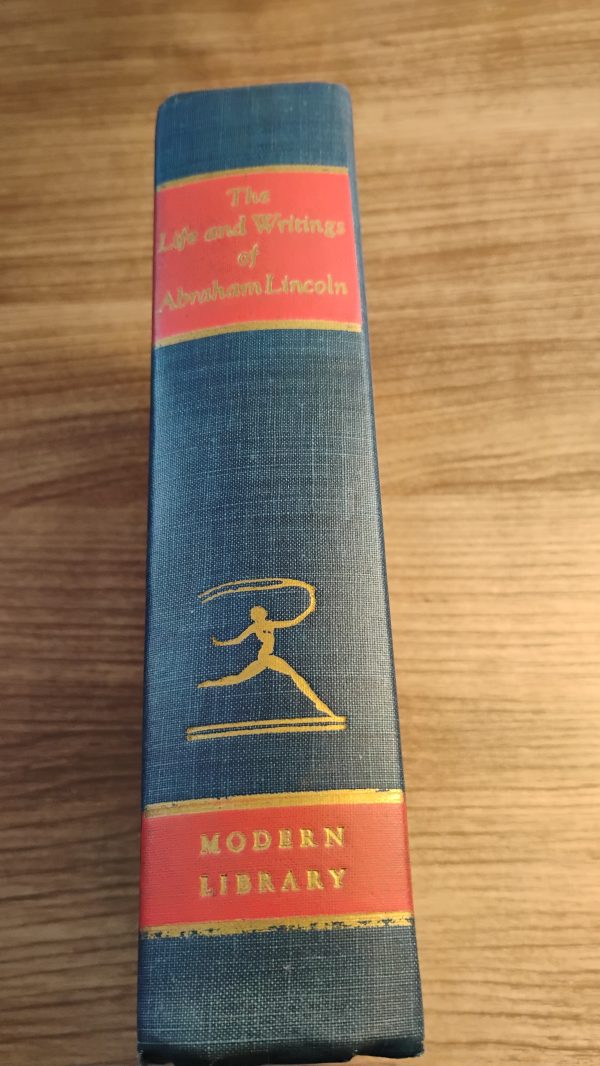 The
Life and Writings
of
Abraham Lincoln
MODERN
LIBRARY